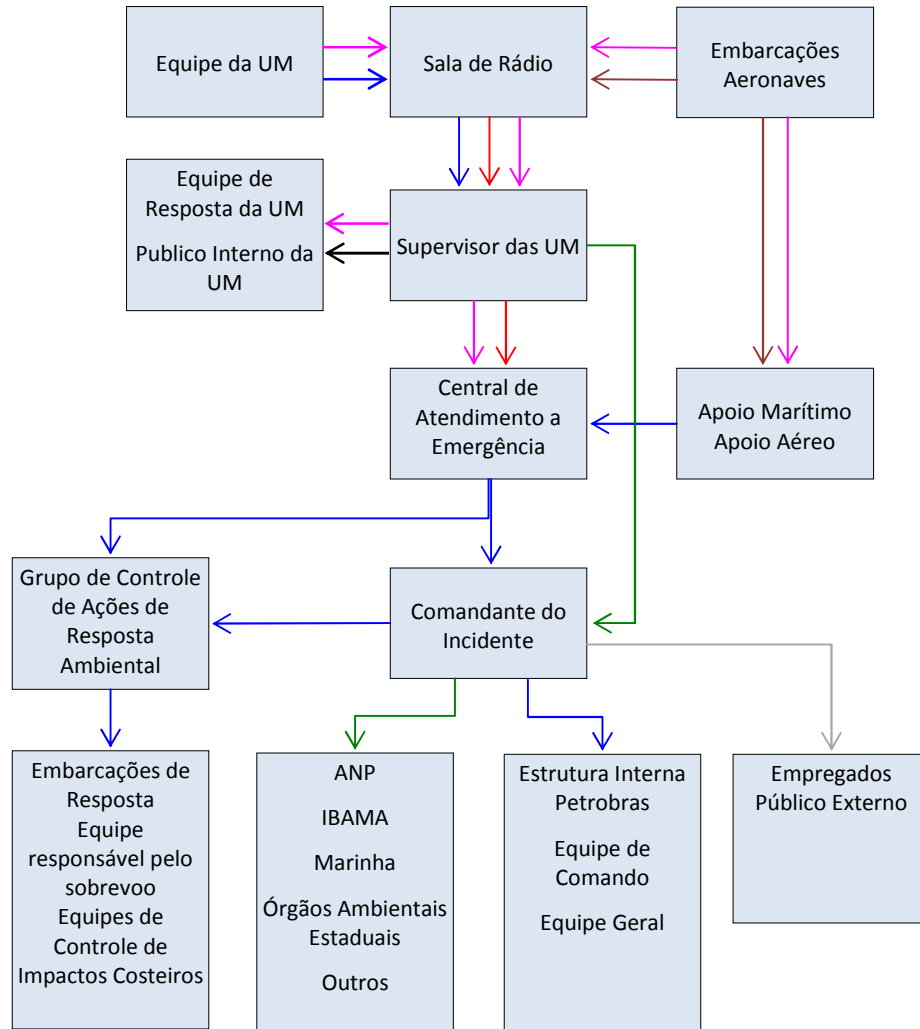 Equipe da UM
Sala de Rádio
Embarcações
Aeronaves
Equipe de
Resposta da UM
Publico Interno da
UM
Supervisor das UM
Central de
Atendimento a
Emergência
Apoio Marítimo
Apoio Aéreo
Grupo de Controle
de Ações de
Resposta
Ambiental
Comandante do
Incidente
Embarcações de
Resposta
Equipe
responsável pelo
sobrevoo
Equipes de
Controle de
Impactos Costeiros
ANP
IBAMA
Marinha
Órgãos Ambientais
Estaduais
Outros
Estrutura Interna
Petrobras
Equipe de
Comando
Equipe Geral
Empregados
Público Externo